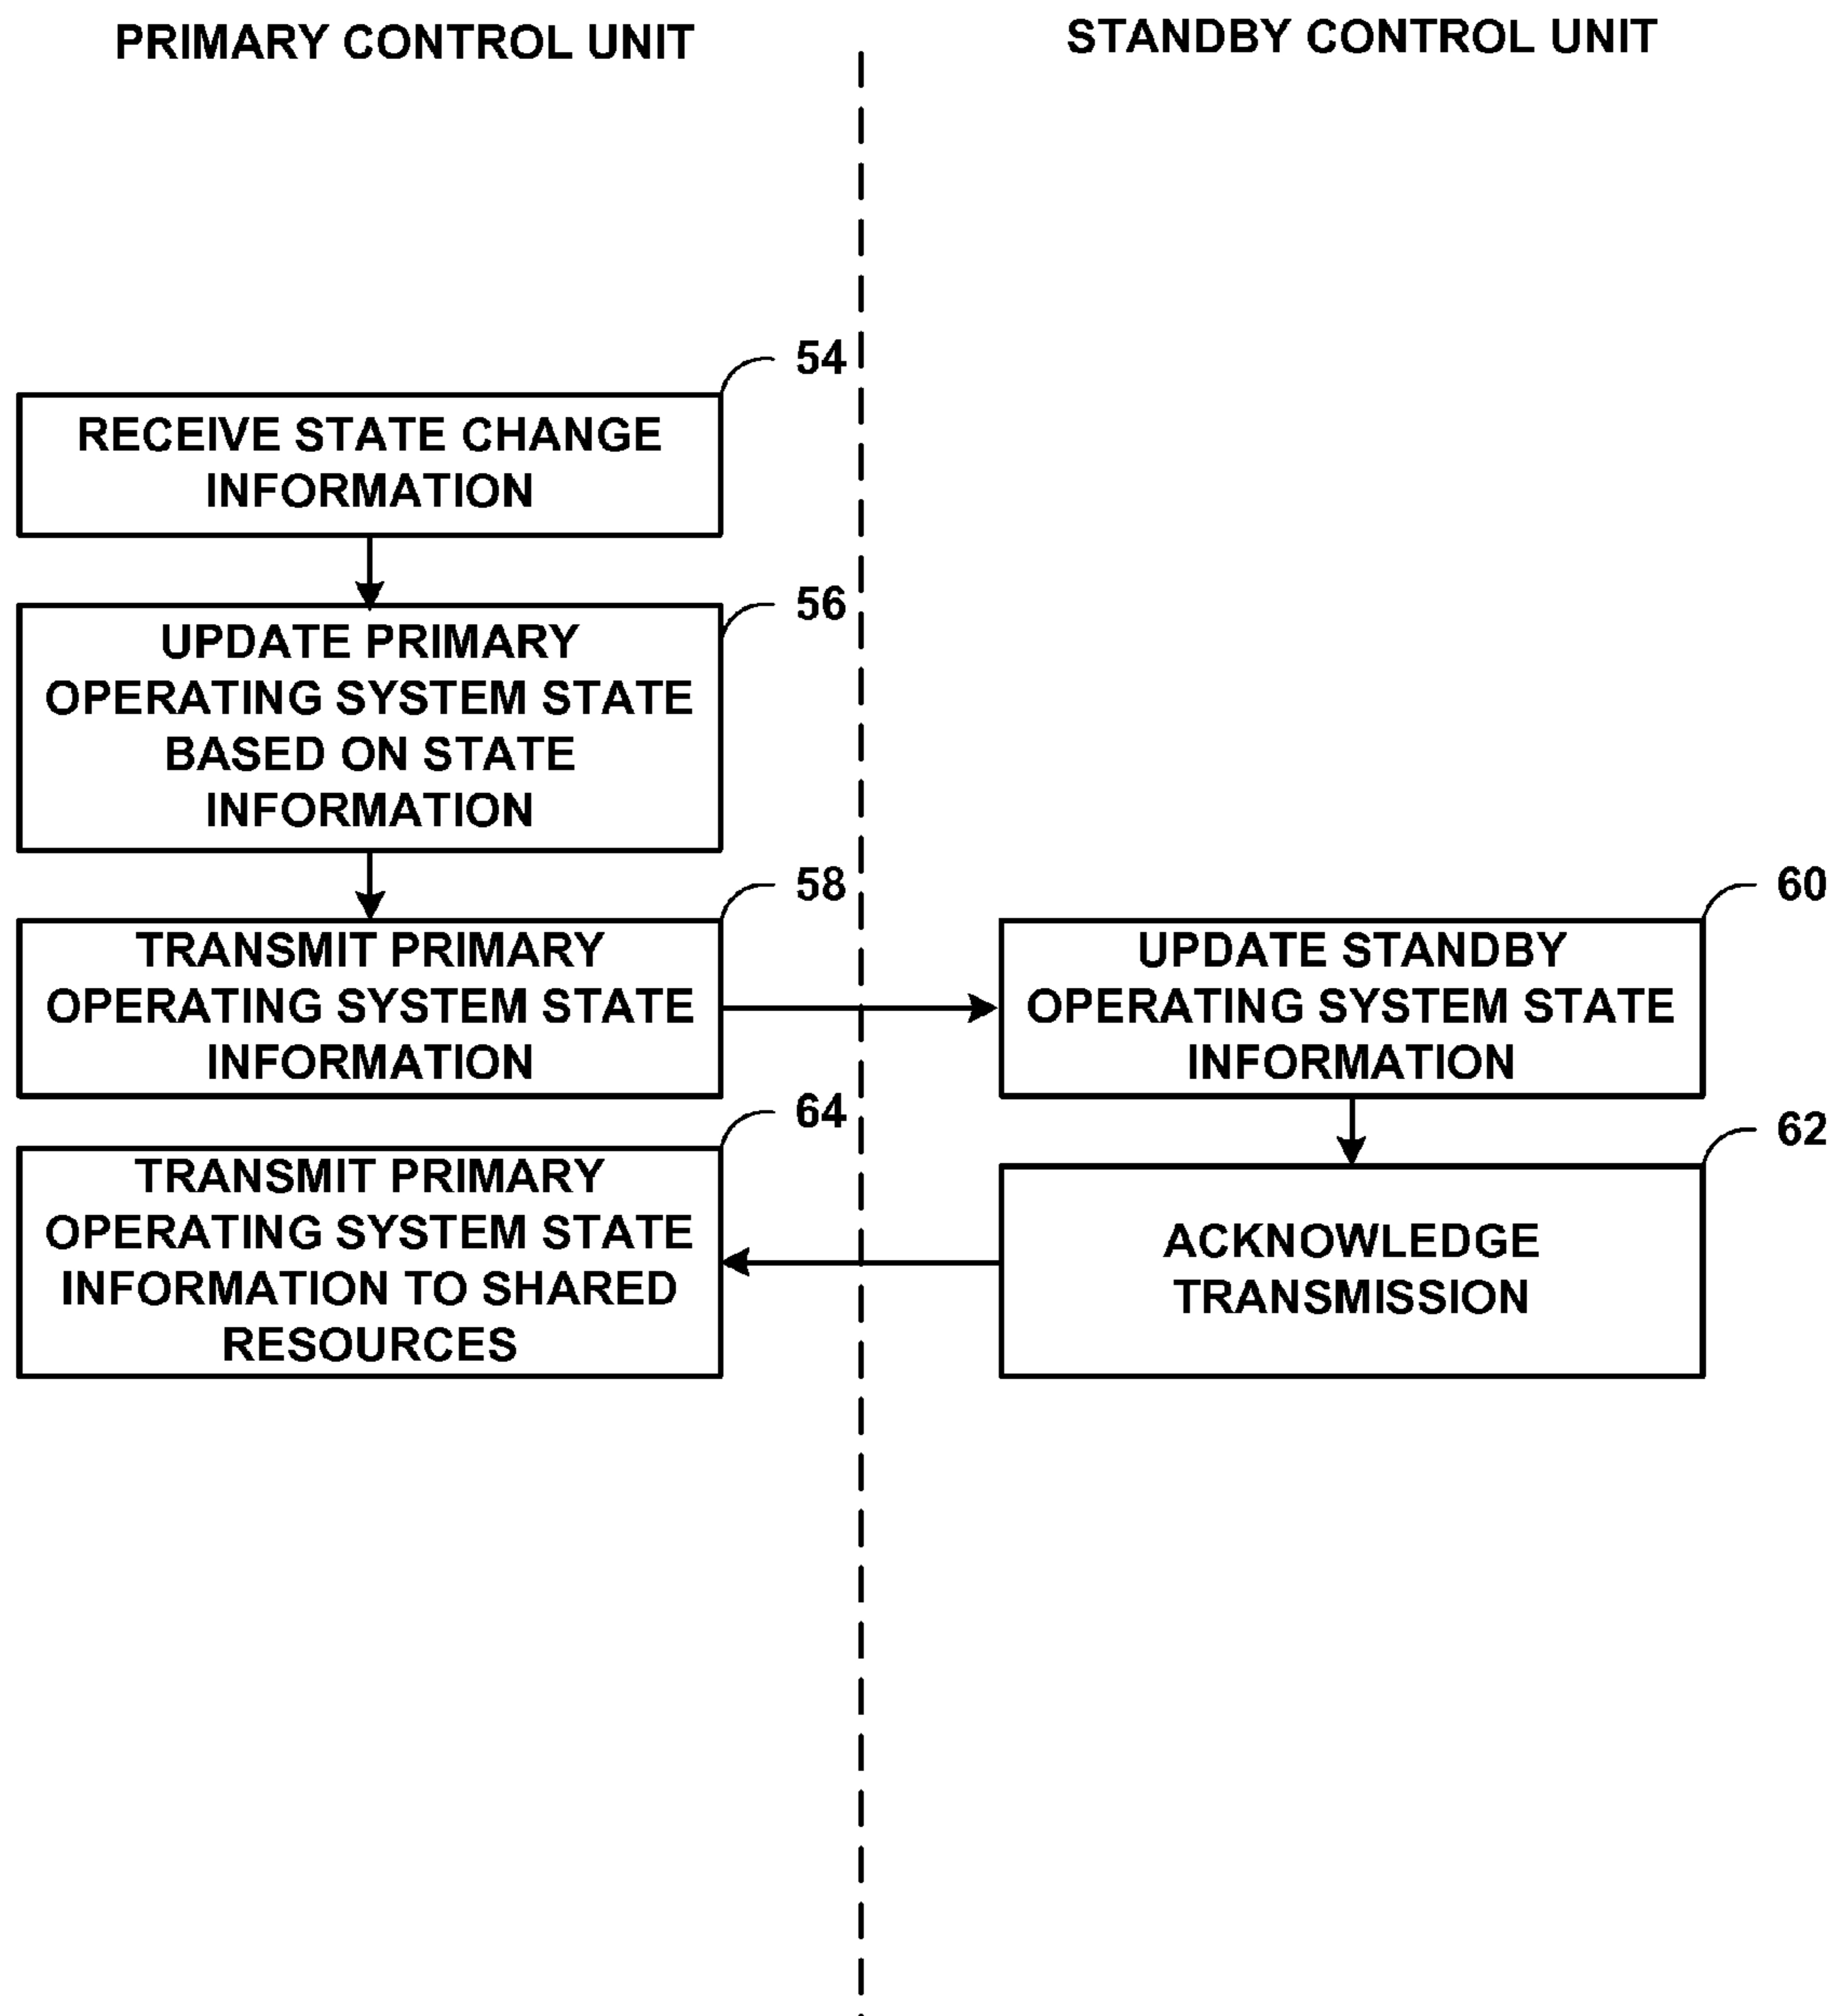 PRIMARY CONTROL UNIT
STANDBY CONTROL UNIT
54
RECEIVE STATE CHANGE
INFORMATION
56
UPDATE PRIMARY
OPERATING SYSTEM STATE
BASED ON STATE
INFORMATION
58
TRANSMIT PRIMARY
OPERATING SYSTEM STATE
INFORMATION
60
UPDATE STANDBY
OPERATING SYSTEM STATE
INFORMATION
62
ACKNOWLEDGE
TRANSMISSION
64
TRANSMIT PRIMARY
OPERATING SYSTEM STATE
INFORMATION TO SHARED
RESOURCES